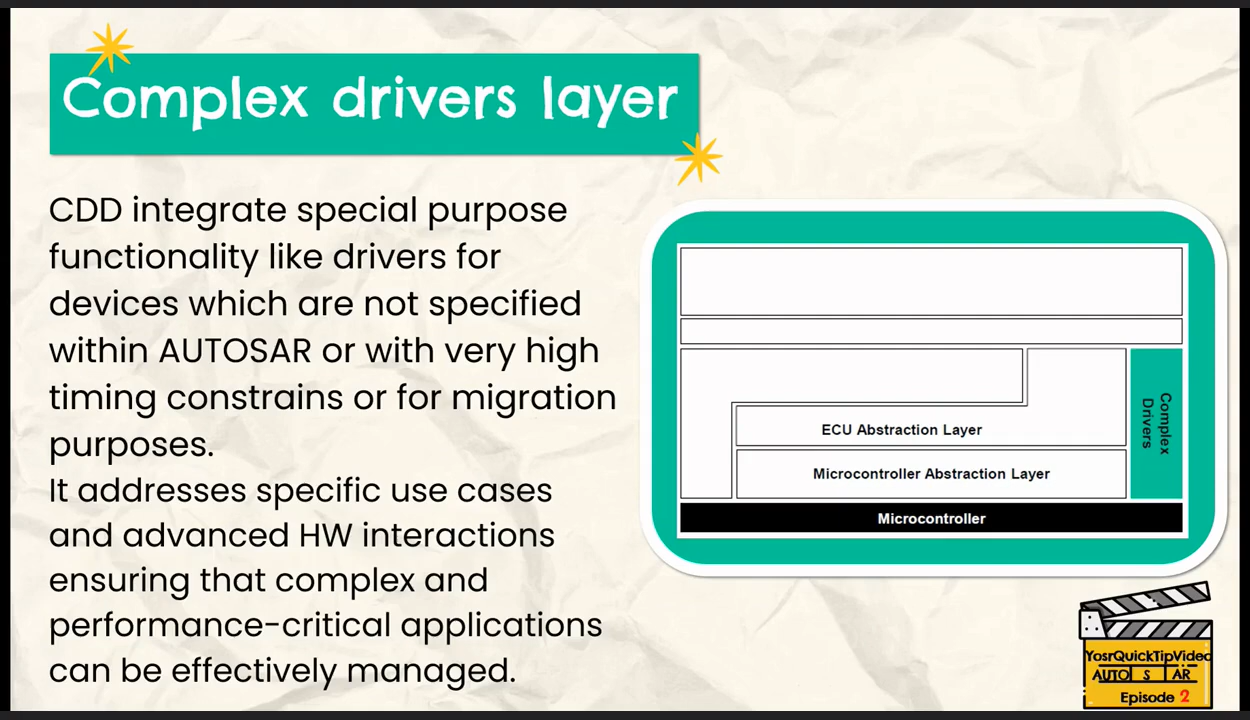 Complex drivers layer
CDD integrate special purpose
functionality like drivers for
devices which are not specified
within AUTOSAR or with very high
timing constrains or for migration
purposes.
It addresses specific use cases
and advanced HW interactions
ensuring that complex and
performance-critical applications
can be effectively managed.
Complex
Drivers
ECU Abstraction Layer
Microcontroller Abstraction Layer
Microcontroller
YosrQuickTipVideo
AUTO S AR
Episode 2